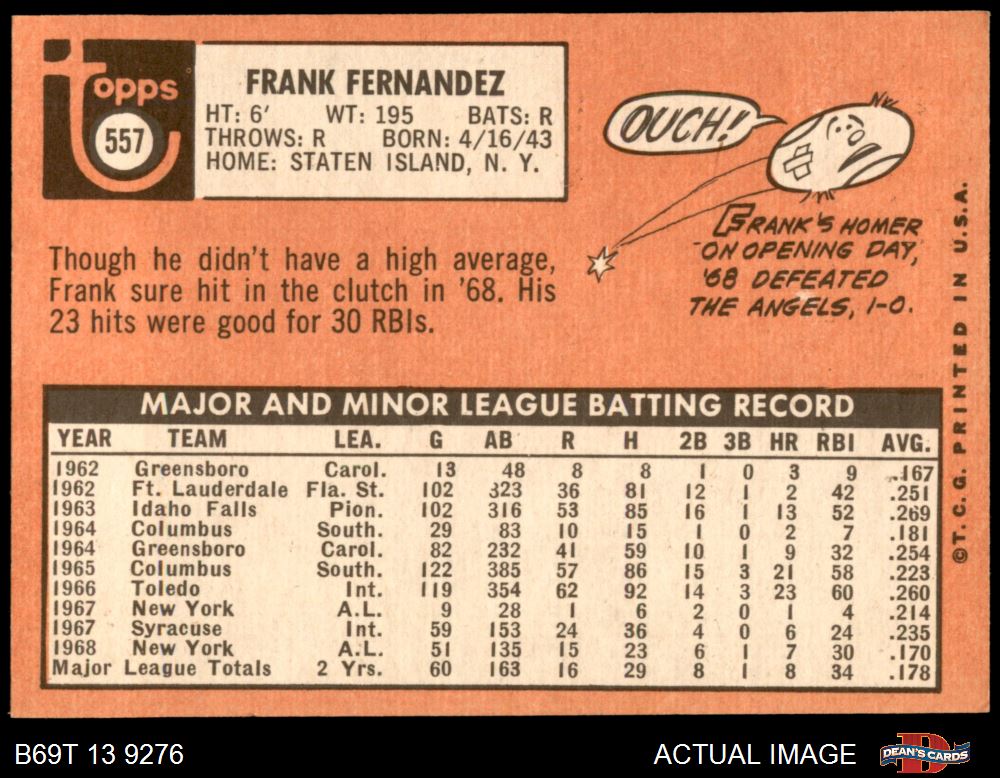 Topps
557
FRANK FERNANDEZ
HT: 6' WT: 195 BATS: R
THROWS: R BORN: 4/16/43
HOME: STATEN ISLAND, N. Y.
OUCH!
FRANK'S HOMER
ON OPENING DAY,
'68 DEFEATED
THE ANGELS, 1-0.
Though he didn't have a high average,
Frank sure hit in the clutch in '68. His
23 hits were good for 30 RBIs.
MAJOR AND MINOR LEAGUE BATTING RECORD
YEAR TEAM LEA. G AB R H 2B 3B HR RBI AVG.
1962 Greensboro Carol. 13 48 8 8 1 0 3 9 .167
1962 Ft. Lauderdale Fla. St. 102 323 36 81 12 1 2 42 .251
1963 Idaho Falls Pion. 102 316 53 85 16 1 13 52 .269
1964 Columbus South. 29 83 10 15 1 0 2 7 .181
1964 Greensboro Carol. 82 232 41 59 10 1 9 32 .254
1965 Columbus South. 122 385 57 86 15 3 21 58 .223
1966 Toledo Int. 119 354 62 92 14 3 23 60 .260
1967 New York A.L. 9 28 1 6 2 0 1 4 .214
1967 Syracuse Int. 59 153 24 36 4 0 6 24 .235
1968 New York A.L. 51 135 15 23 6 1 7 30 .170
Major League Totals 2 Yrs. 60 163 16 29 8 1 8 34 .178
©T. C. G. PRINTED IN U.S.A.
B69T 13 9276 ACTUAL IMAGE DEAN'S CARDS